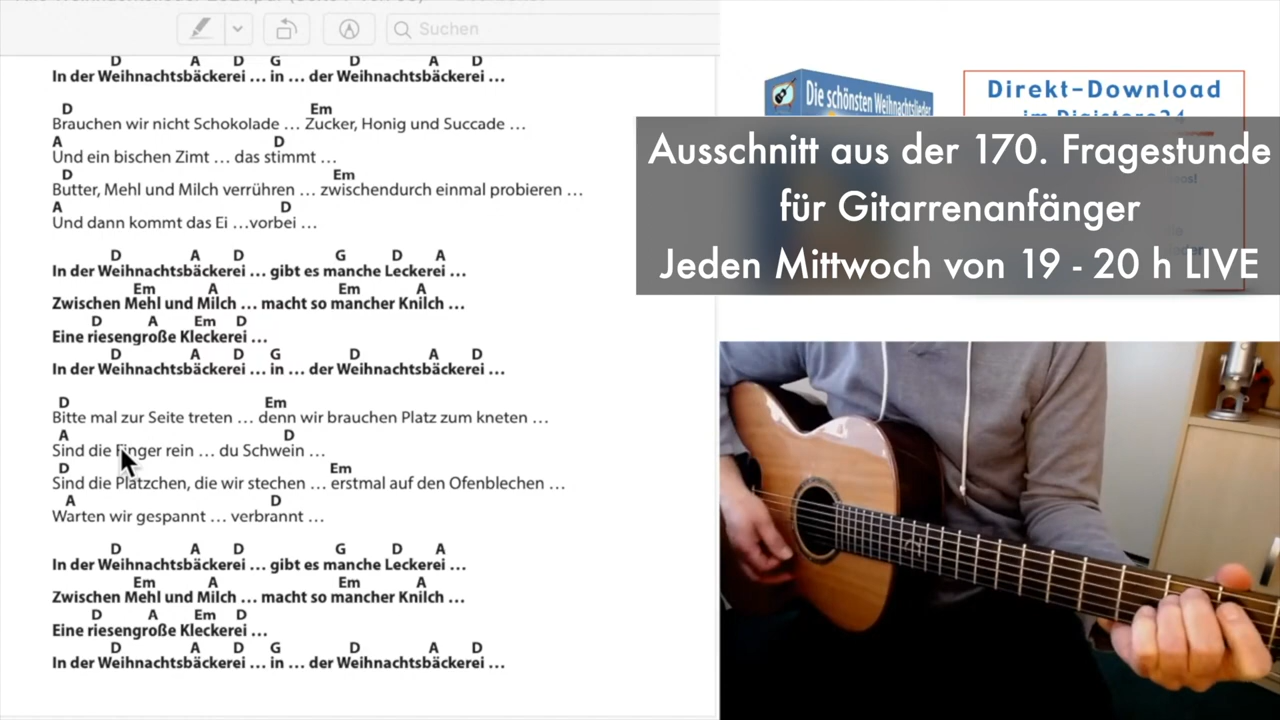 Suchen
D A D G D A D
In der Weihnachtsbäckerei … in … der Weihnachtsbäckerei …
D Em
Brauchen wir nicht Schokolade … Zucker, Honig und Succade …
A D
Und ein bischen Zimt … das stimmt …
D Em
Butter, Mehl und Milch verrühren … zwischendurch einmal probieren …
A D
Und dann kommt das Ei …vorbei …
D A D G D A
In der Weihnachtsbäckerei … gibt es manche Leckerei …
Em A Em A
Zwischen Mehl und Milch … macht so mancher Knilch …
D A Em D
Eine riesengroße Kleckerei …
D A D G D A D
In der Weihnachtsbäckerei … in … der Weihnachtsbäckerei …
D Em
Bitte mal zur Seite treten … denn wir brauchen Platz zum kneten …
A D
Sind die Finger rein … du Schwein …
D Em
Sind die Plätzchen, die wir stechen … erstmal auf den Ofenblechen …
A D
Warten wir gespannt … verbrannt …
D A D G D A
In der Weihnachtsbäckerei … gibt es manche Leckerei …
Em A Em A
Zwischen Mehl und Milch … macht so mancher Knilch …
D A Em D
Eine riesengroße Kleckerei …
D A D G D A D
In der Weihnachtsbäckerei … in … der Weihnachtsbäckerei …
Die schönsten Weihnachtslieder
Direkt-Download
im Digistore24
Ausschnitt aus der 170. Fragestunde
für Gitarrenanfänger
Jeden Mittwoch von 19 - 20 h LIVE